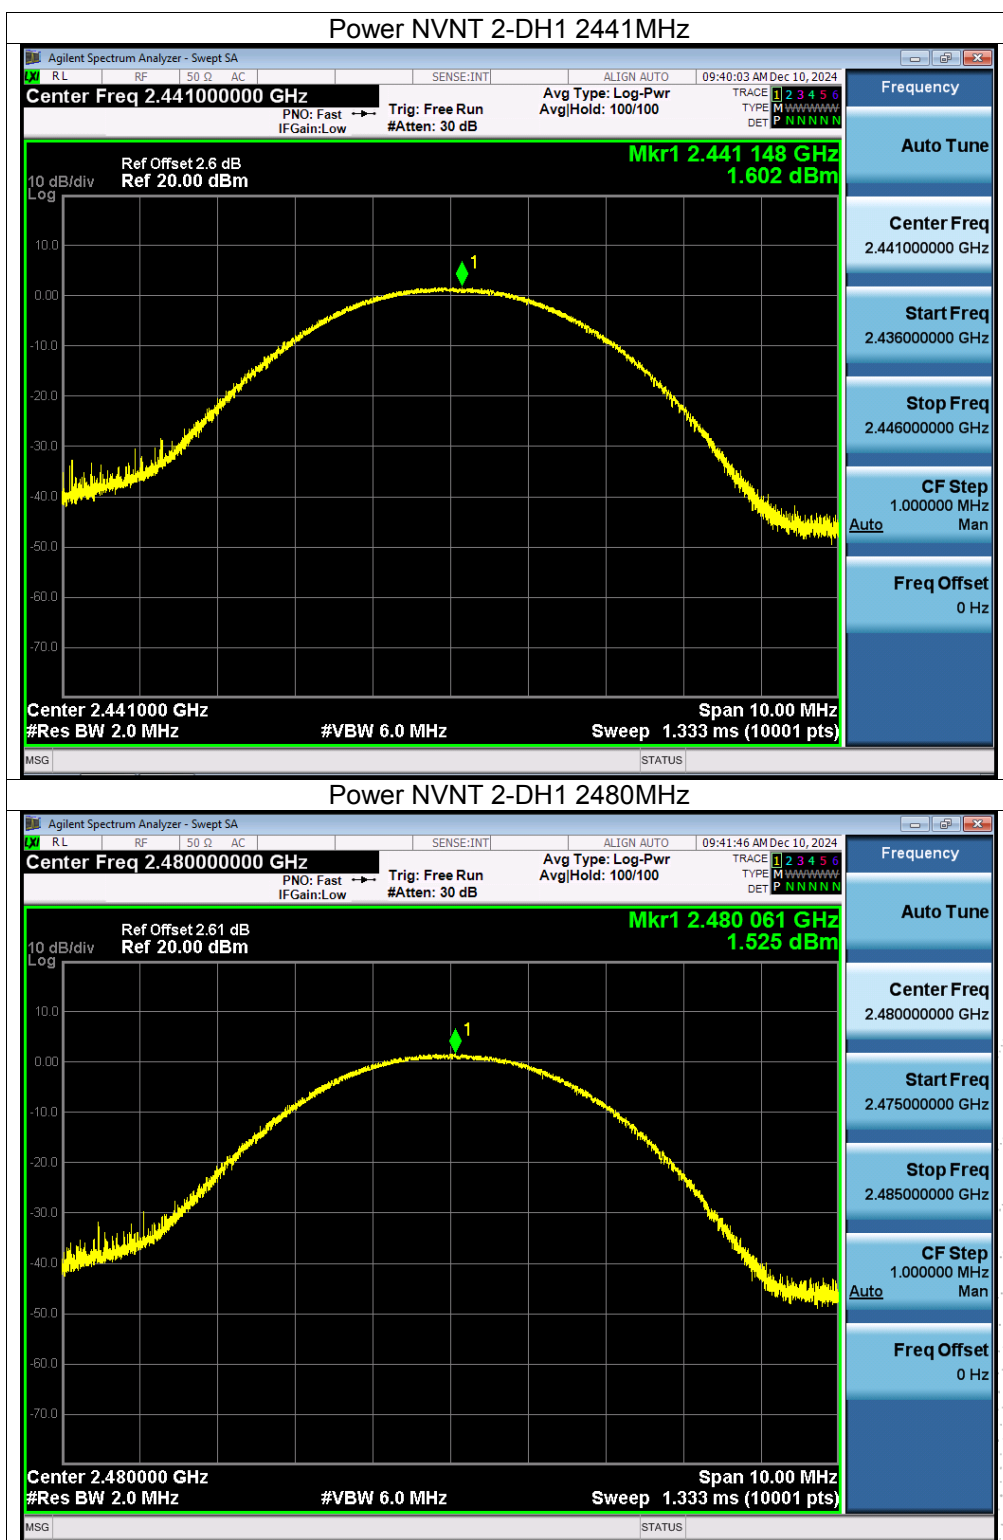 Power NVNT 2-DH1 2441MHz
Agilent Spectrum Analyzer - Swept SA
LXI RL RF 50 Ω AC SENSE:INT ALIGN AUTO 09:40:03 AM Dec 10, 2024
Center Freq 2.441000000 GHz
PNO: Fast
IFGain:Low
Trig: Free Run
#Atten: 30 dB
Avg Type: Log-Pwr
Avg|Hold: 100/100
TRACE 1 2 3 4 5 6
TYPE M WWWWW
DET P N N N N N
Ref Offset 2.6 dB
Ref 20.00 dBm
10 dB/div
Log
Mkr1 2.441 148 GHz
1.602 dBm
1
10.0
0.00
-10.0
-20.0
-30.0
-40.0
-50.0
-60.0
-70.0
Center 2.441000 GHz
Span 10.00 MHz
#Res BW 2.0 MHz
#VBW 6.0 MHz
Sweep 1.333 ms (10001 pts)
MSG
STATUS
Frequency
Auto Tune
Center Freq
2.441000000 GHz
Start Freq
2.436000000 GHz
Stop Freq
2.446000000 GHz
CF Step
1.000000 MHz
Auto Man
Freq Offset
0 Hz
Power NVNT 2-DH1 2480MHz
Agilent Spectrum Analyzer - Swept SA
LXI RL RF 50 Ω AC SENSE:INT ALIGN AUTO 09:41:46 AM Dec 10, 2024
Center Freq 2.480000000 GHz
PNO: Fast
IFGain:Low
Trig: Free Run
#Atten: 30 dB
Avg Type: Log-Pwr
Avg|Hold: 100/100
TRACE 1 2 3 4 5 6
TYPE M WWWWW
DET P N N N N N
Ref Offset 2.61 dB
Ref 20.00 dBm
10 dB/div
Log
Mkr1 2.480 061 GHz
1.525 dBm
1
10.0
0.00
-10.0
-20.0
-30.0
-40.0
-50.0
-60.0
-70.0
Center 2.480000 GHz
Span 10.00 MHz
#Res BW 2.0 MHz
#VBW 6.0 MHz
Sweep 1.333 ms (10001 pts)
MSG
STATUS
Frequency
Auto Tune
Center Freq
2.480000000 GHz
Start Freq
2.475000000 GHz
Stop Freq
2.485000000 GHz
CF Step
1.000000 MHz
Auto Man
Freq Offset
0 Hz